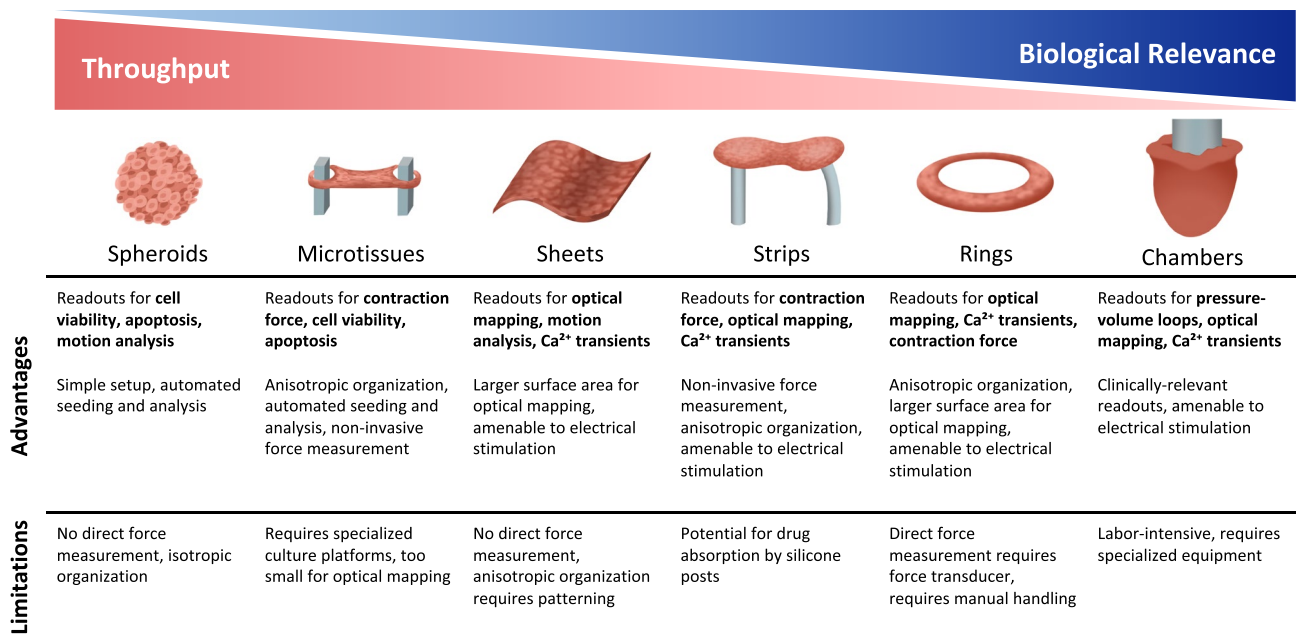 Throughput
Biological Relevance
Spheroids
Microtissues
Sheets
Strips
Rings
Chambers
Advantages
Readouts for cell
viability, apoptosis,
motion analysis
Simple setup, automated
seeding and analysis
Readouts for contraction
force, cell viability,
apoptosis
Anisotropic organization,
automated seeding and
analysis, non-invasive
force measurement
Readouts for optical
mapping, motion
analysis, Ca²⁺ transients
Larger surface area for
optical mapping,
amenable to electrical
stimulation
Readouts for contraction
force, optical mapping,
Ca²⁺ transients
Non-invasive force
measurement,
anisotropic organization,
amenable to electrical
stimulation
Readouts for optical
mapping, Ca²⁺ transients,
contraction force
Anisotropic organization,
larger surface area for
optical mapping,
amenable to electrical
stimulation
Readouts for pressure-
volume loops, optical
mapping, Ca²⁺ transients
Clinically-relevant
readouts, amenable to
electrical stimulation
Limitations
No direct force
measurement, isotropic
organization
Requires specialized
culture platforms, too
small for optical mapping
No direct force
measurement,
anisotropic organization
requires patterning
Potential for drug
absorption by silicone
posts
Direct force
measurement requires
force transducer,
requires manual handling
Labor-intensive, requires
specialized equipment